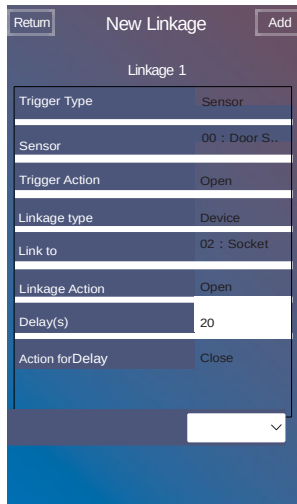 Return New Linkage Add
Linkage 1
Trigger Type Sensor
Sensor 00 : Door S..
Trigger Action Open
Linkage type Device
Link to 02 : Socket
Linkage Action Open
Delay(s) 20
Action forDelay Close